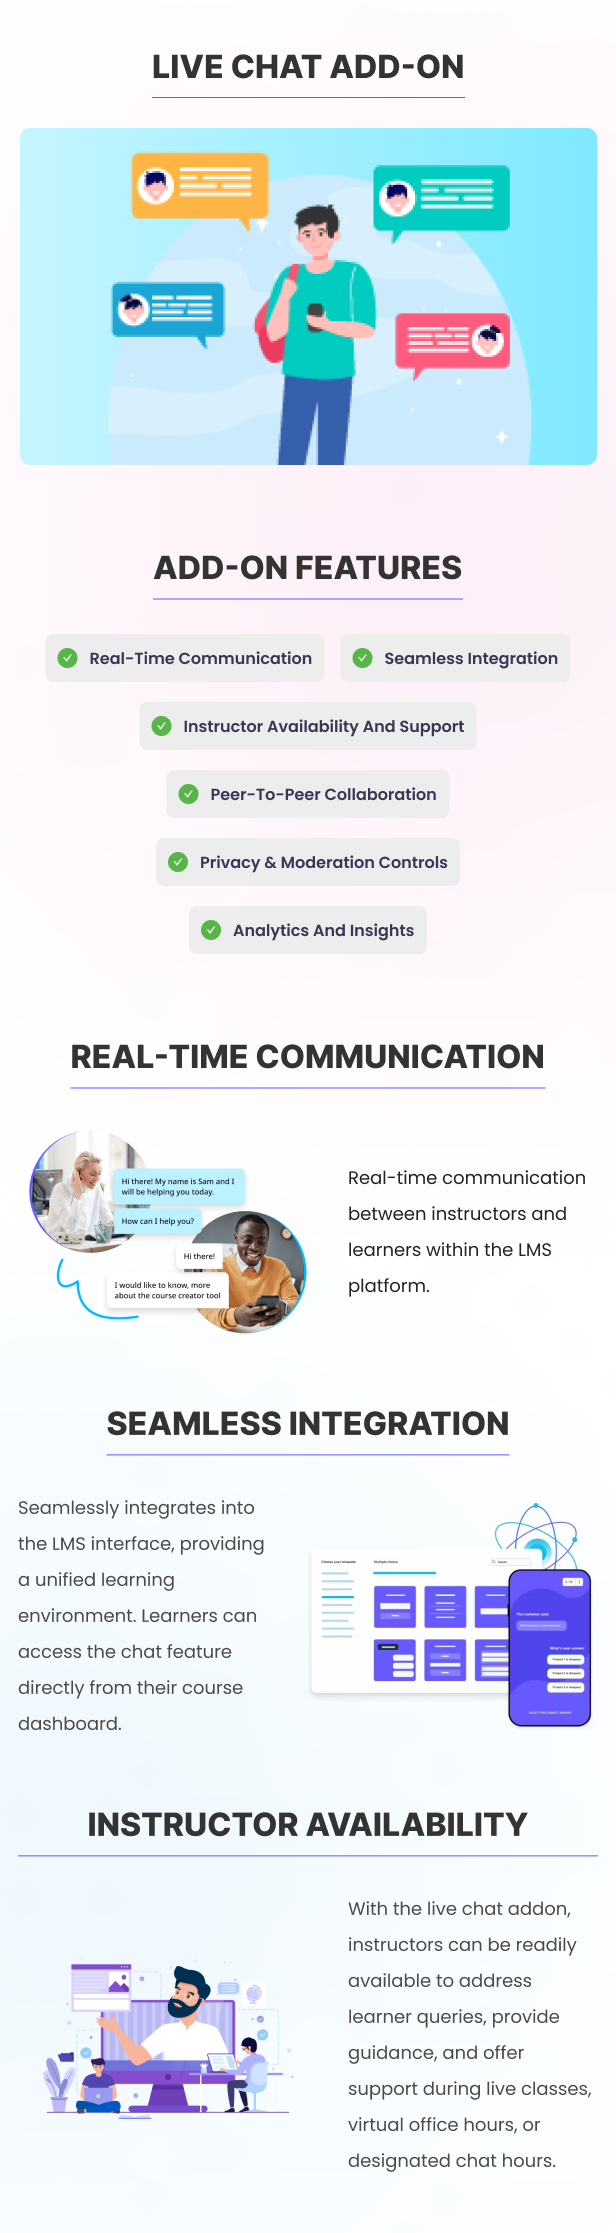 LIVE CHAT ADD-ON
ADD-ON FEATURES
Real-Time Communication
Seamless Integration
Instructor Availability And Support
Peer-To-Peer Collaboration
Privacy & Moderation Controls
Analytics And Insights
REAL-TIME COMMUNICATION
Hi there! My name is Sam and I
will be helping you today.
How can I help you?
Hi there!
I would like to know, more
about the course creator tool
Real-time communication
between instructors and
learners within the LMS
platform.
SEAMLESS INTEGRATION
Seamlessly integrates into
the LMS interface, providing
a unified learning
environment. Learners can
access the chat feature
directly from their course
dashboard.
Choose your template
Multiple choice
The customer asks
What's your answer
INSTRUCTOR AVAILABILITY
With the live chat addon,
instructors can be readily
available to address
learner queries, provide
guidance, and offer
support during live classes,
virtual office hours, or
designated chat hours.